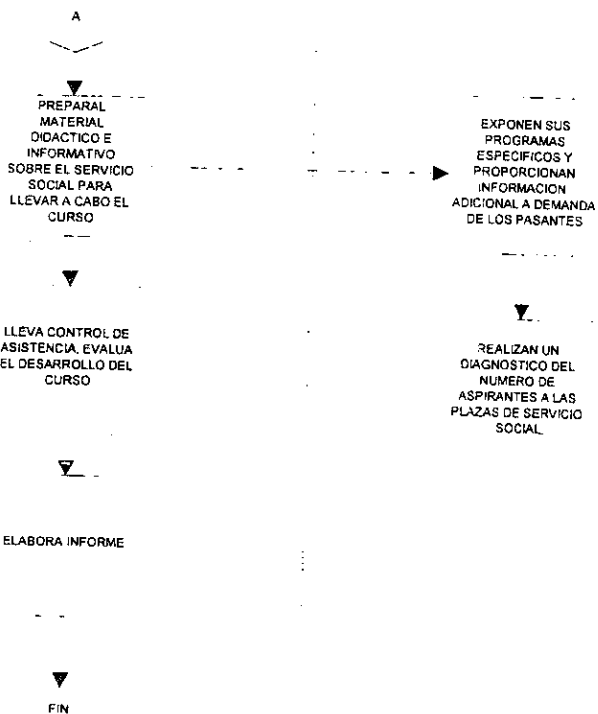 A
PREPARAL
MATERIAL
DIDACTICO E
INFORMATIVO
SOBRE EL SERVICIO
SOCIAL PARA
LLEVAR A CABO EL
CURSO
EXPONEN SUS
PROGRAMAS
ESPECIFICOS Y
PROPORCIONAN
INFORMACION
ADICIONAL A DEMANDA
DE LOS PASANTES
LLEVA CONTROL DE
ASISTENCIA, EVALUA
EL DESARROLLO DEL
CURSO
REALIZAN UN
DIAGNOSTICO DEL
NUMERO DE
ASPIRANTES A LAS
PLAZAS DE SERVICIO
SOCIAL.
ELABORA INFORME
FIN